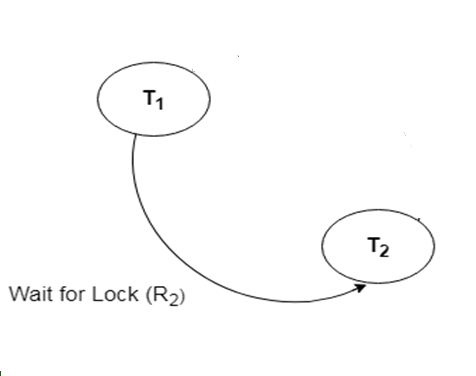 T₁
T₂
Wait for Lock (R₂)